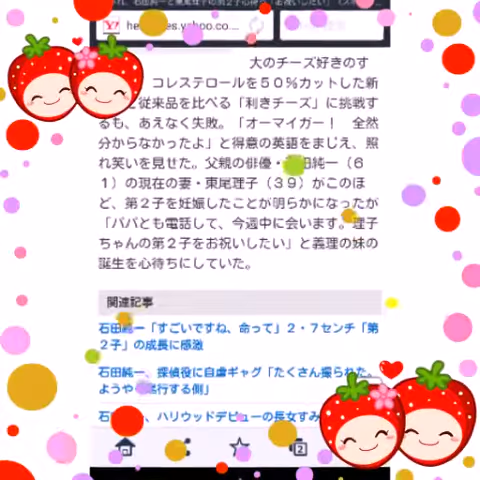 he
yahoo.co....
大のチーズ好きのす
コレステロールを50%カットした新
従来品を比べる「利きチーズ」に挑戦す
るも、あえなく失敗。「オーマイガー! 全然
分からなかったよ」と得意の英語をまじえ、照
れ笑いを見せた。父親の俳優・ 田純一(6
1)の現在の妻・東尾理子(39)がこのほ
ど、第2子を妊娠したことが明らかになったが
「パパとも電話して、今週中に会います。理子
ちゃんの第2子をお祝いしたい」と義理の妹の
誕生を心待ちにしていた。
関連記事
石田純一「すごいですね、命って」2・7センチ「第
2子」の成長に感激
石田純一、探偵役に自虐ギャグ「たくさん撮られた。
ようやく 行する側」
石 、ハリウッドデビューの長女すみ
2